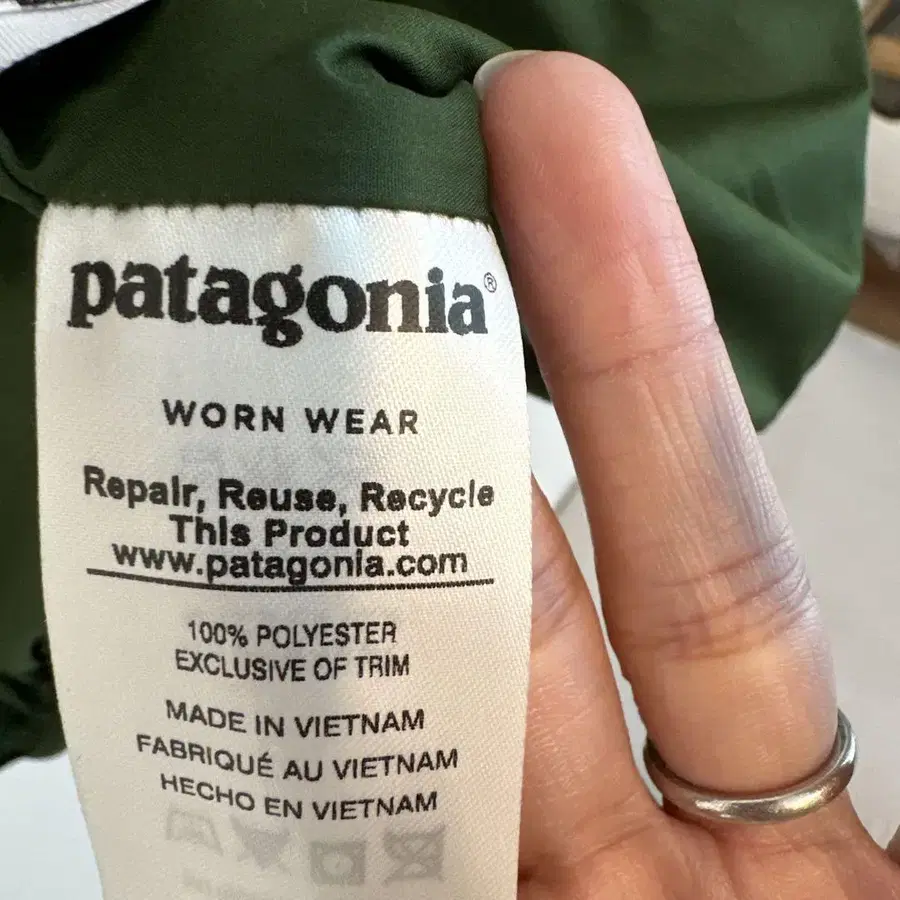 patagonia®
WORN WEAR
Repair, Reuse, Recycle
This Product
www.patagonia.com
100% POLYESTER
EXCLUSIVE OF TRIM
MADE IN VIETNAM
FABRIQUÉ AU VIETNAM
HECHO EN VIETNAM